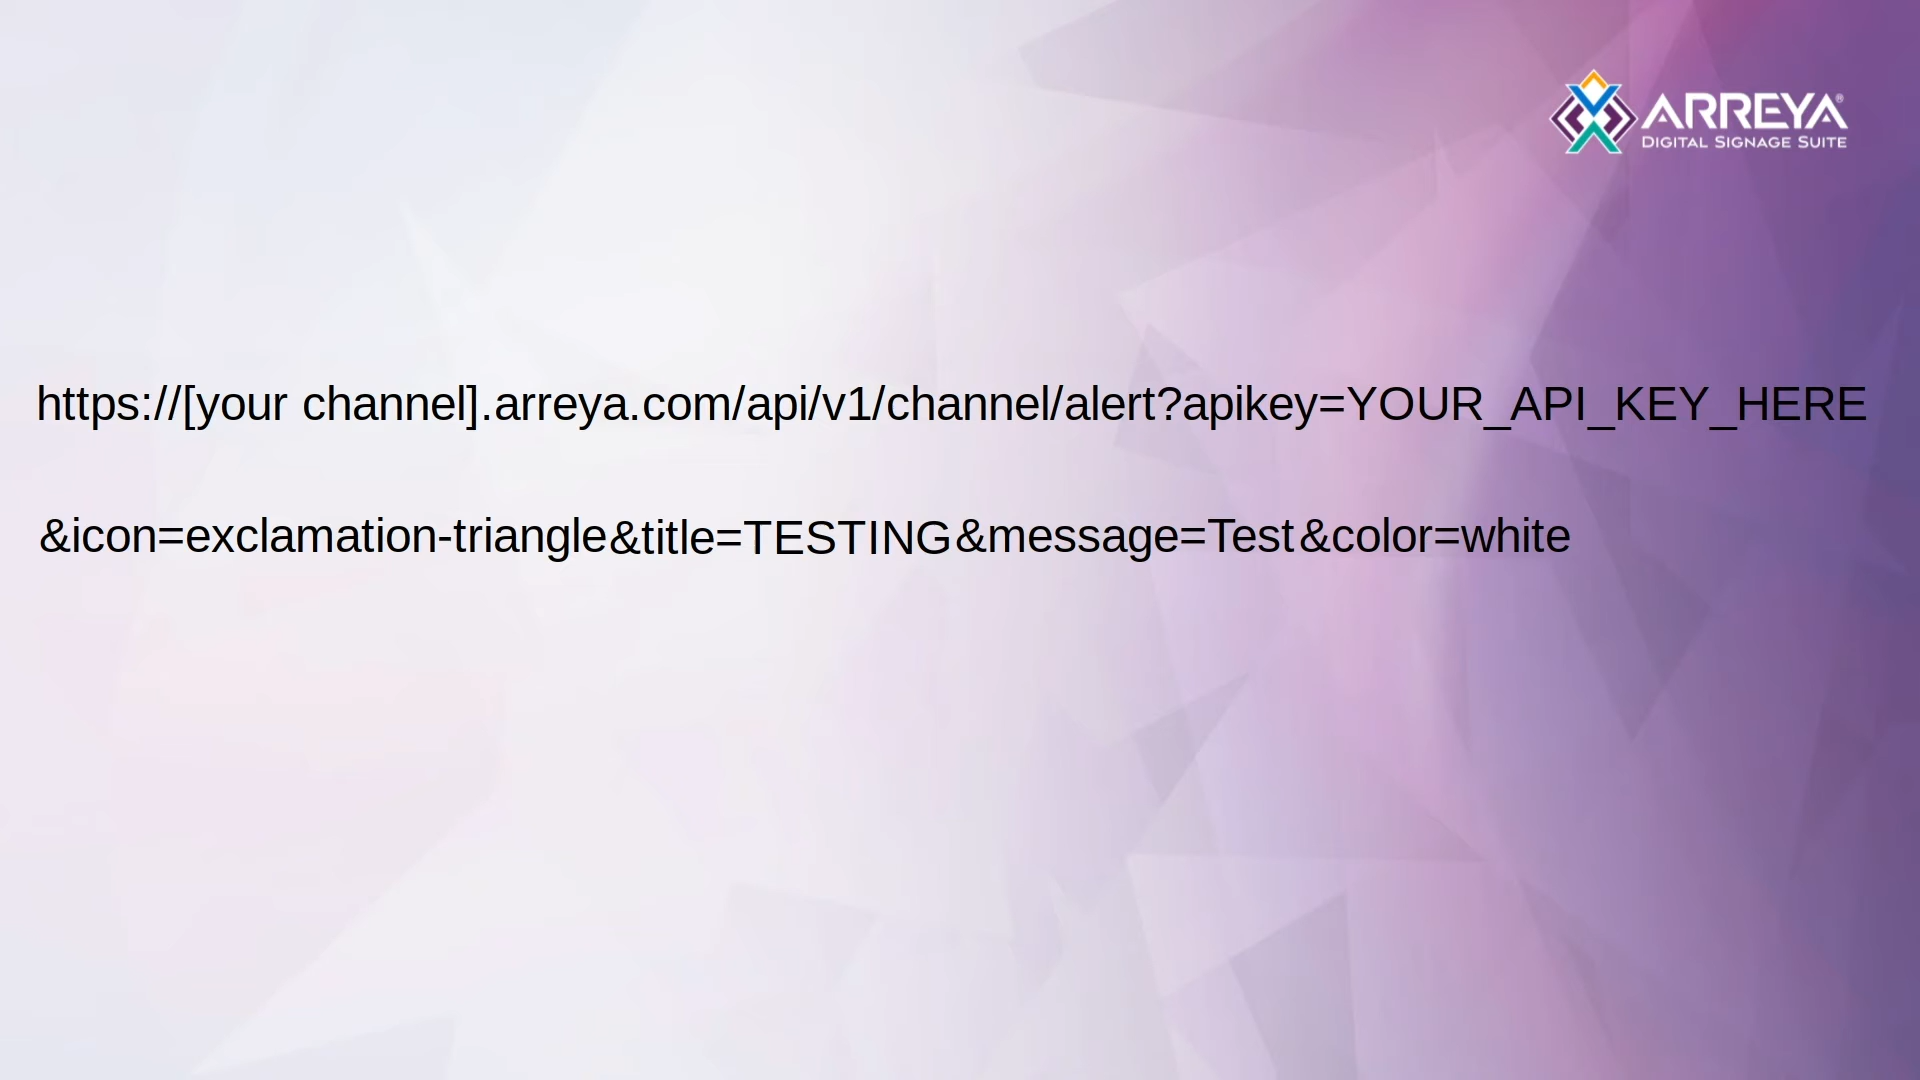 ARREYA®
DIGITAL SIGNAGE SUITE
https://[your channel].arreya.com/api/v1/channel/alert?apikey=YOUR_API_KEY_HERE
&icon=exclamation-triangle&title=TESTING&message=Test&color=white